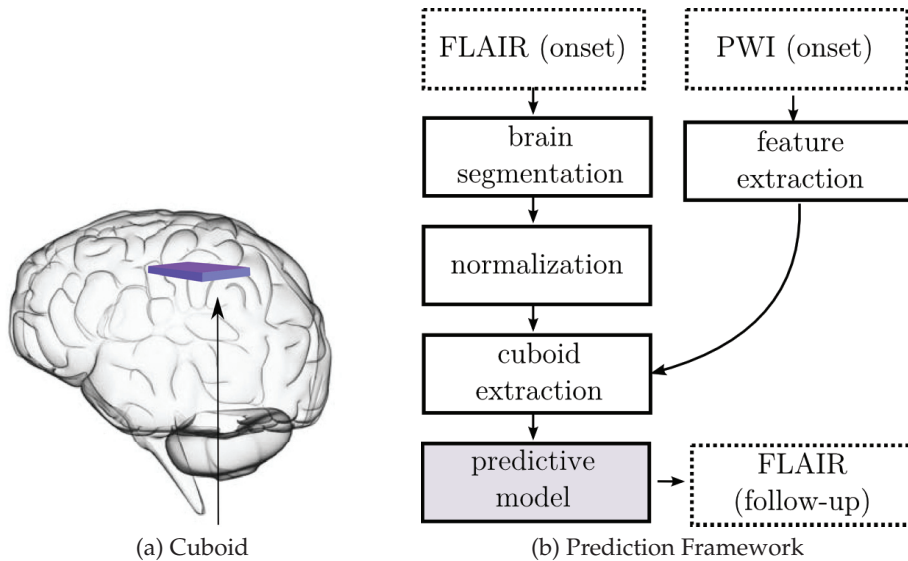 FLAIR (onset)
PWI (onset)
brain
segmentation
feature
extraction
normalization
cuboid
extraction
predictive
model
FLAIR
(follow-up)
(a) Cuboid
(b) Prediction Framework